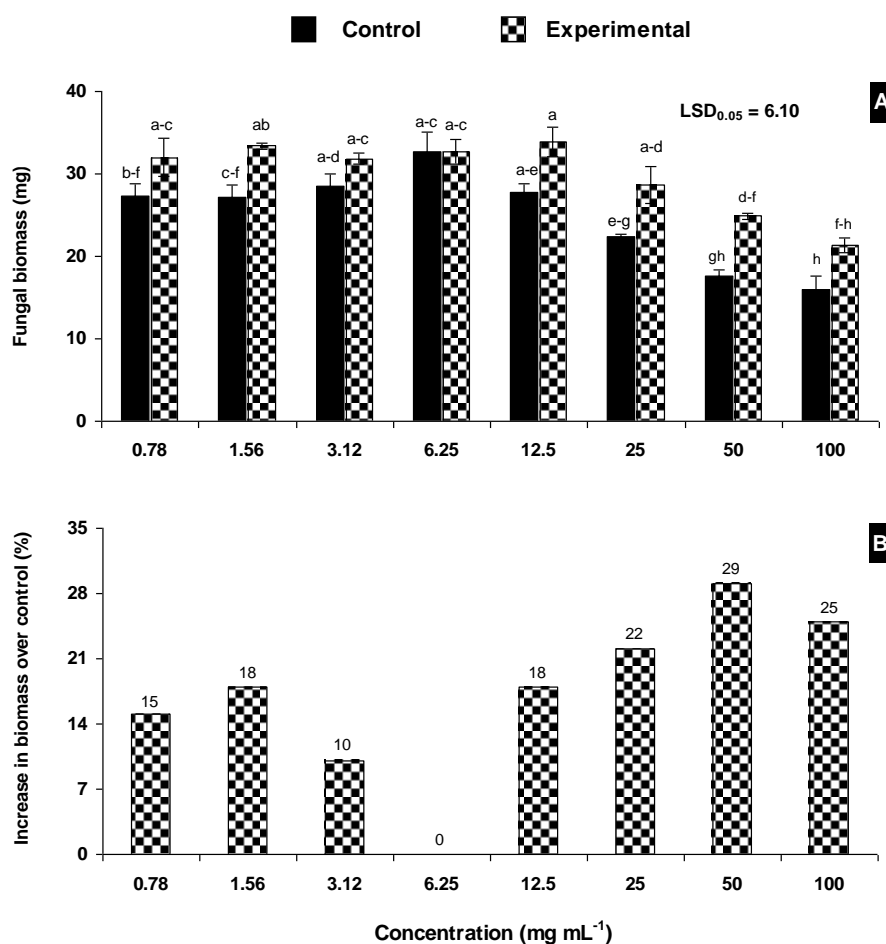 Control Experimental
A
LSD0.05 = 6.10
Fungal biomass (mg)
40
30
20
10
0
b-f a-c c-f ab a-d a-c a-c a-c a-e a e-g a-d gh d-f h f-h
0.78 1.56 3.12 6.25 12.5 25 50 100
B
Increase in biomass over control (%)
35
28
21
14
7
0
15 18 10 0 18 22 29 25
0.78 1.56 3.12 6.25 12.5 25 50 100
Concentration (mg mL-1)